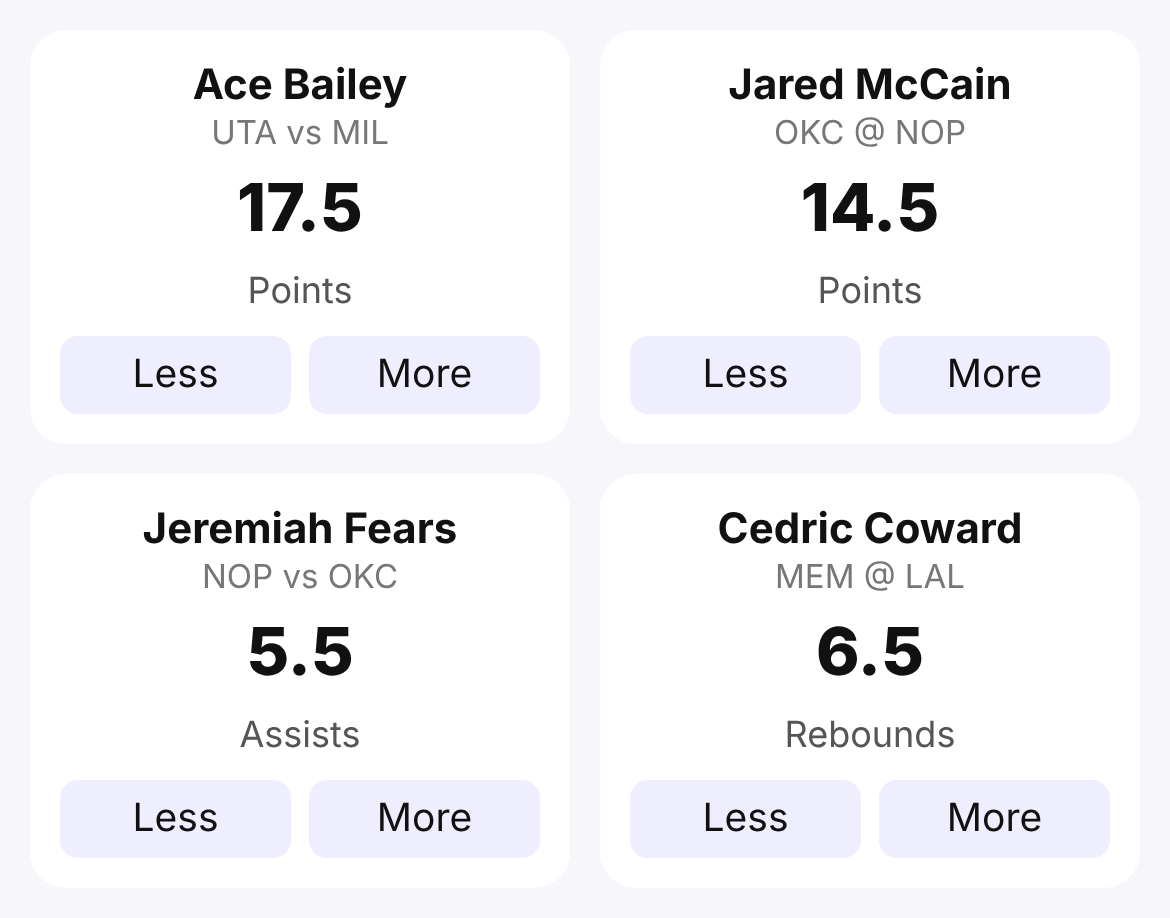 Ace Bailey
UTA vs MIL
17.5
Points
Less More
Jared McCain
OKC @ NOP
14.5
Points
Less More
Jeremiah Fears
NOP vs OKC
5.5
Assists
Less More
Cedric Coward
MEM @ LAL
6.5
Rebounds
Less More